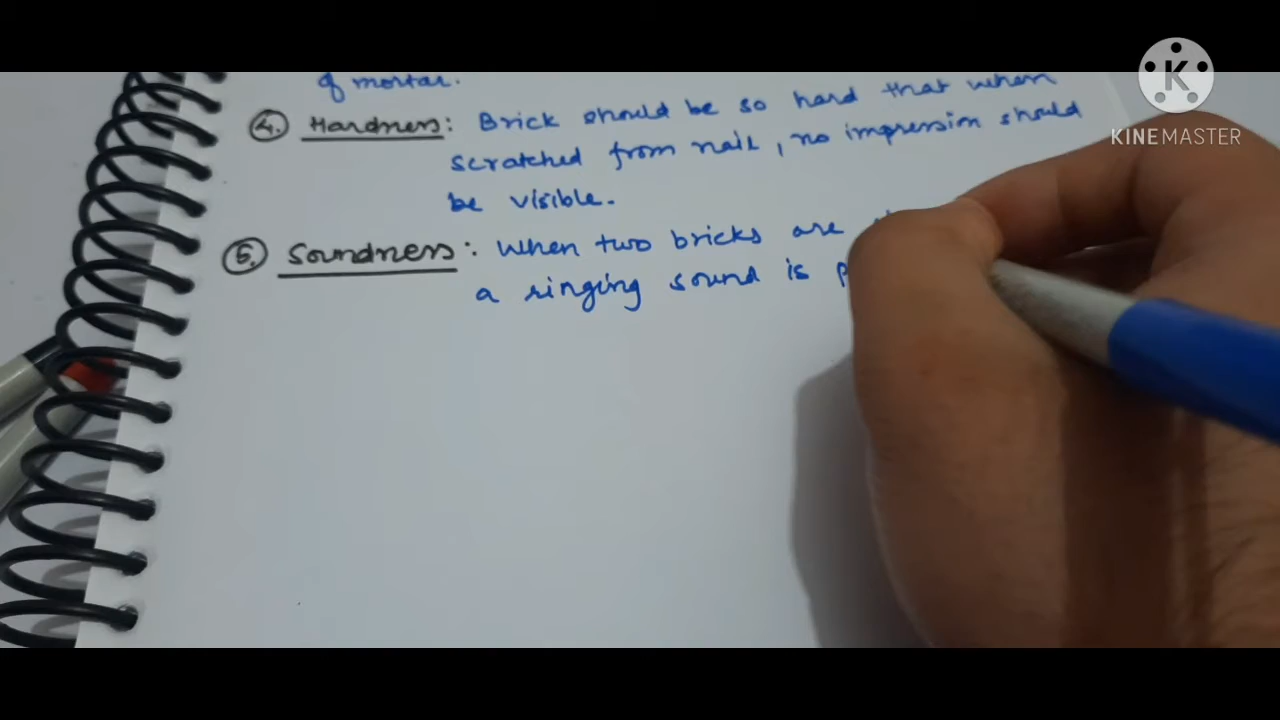 of mortar.
4. Hardness: Brick should be so hard that when
scratched from nail, no impression should
be visible.
5. Soundness: When two bricks are
a ringing sound is
K
KINEMASTER